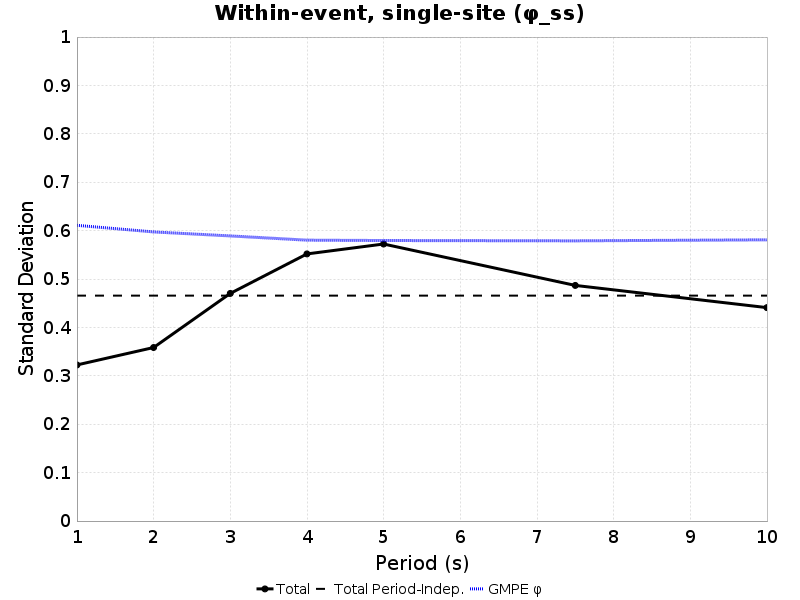 Within-event, single-site (φ_ss)
1
0.9
0.8
0.7
0.6
0.5
0.4
0.3
0.2
0.1
0
Standard Deviation
1 2 3 4 5 6 7 8 9 10
Period (s)
Total Total Period-Indep. GMPE φ